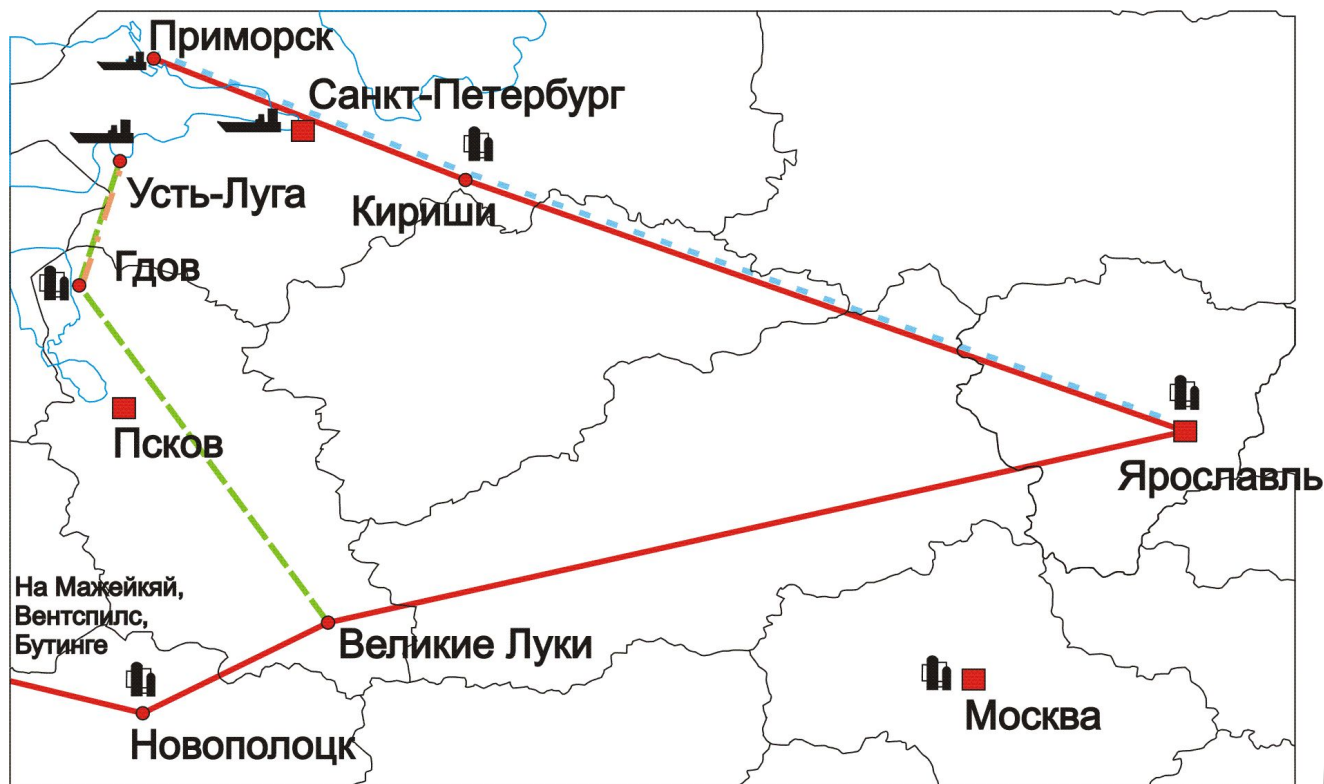 Приморск
Санкт-Петербург
Усть-Луга
Кириши
Гдов
Псков
Ярославль
На Мажейкяй,
Вентспилс,
Бутинге
Великие Луки
Москва
Новополоцк